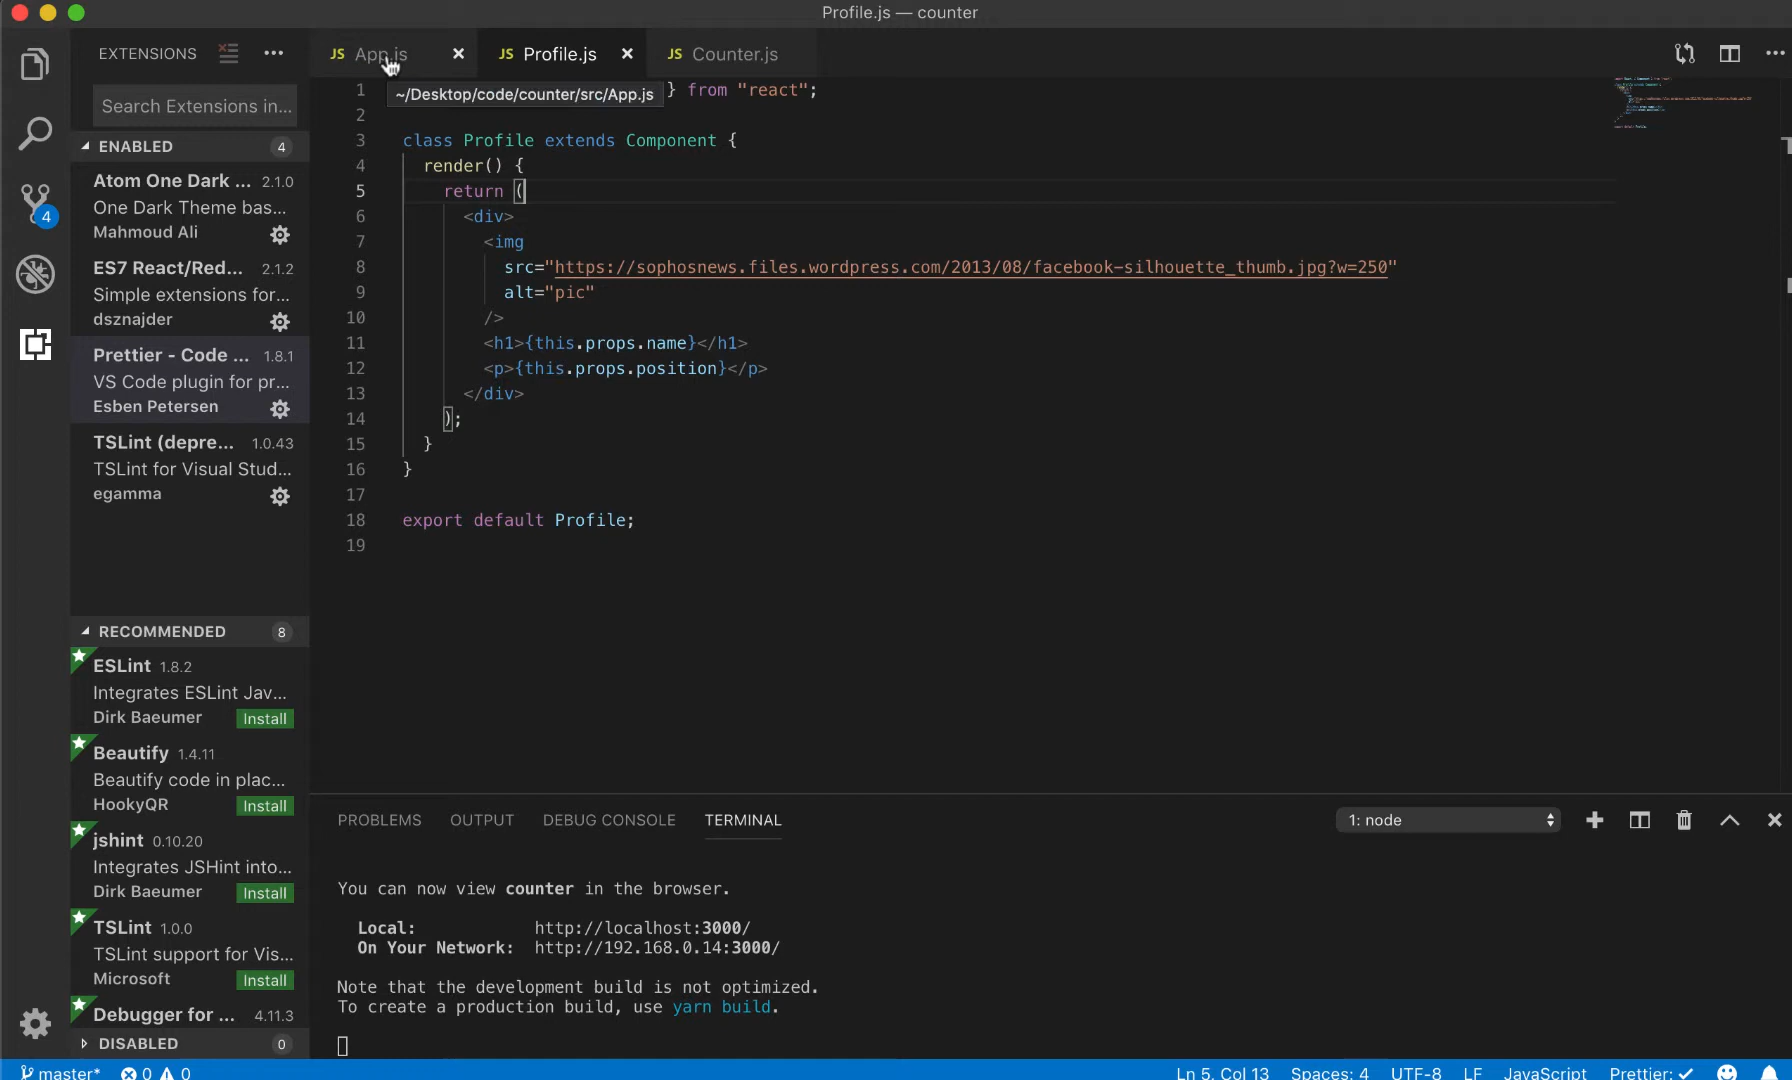 Profile.js — counter
EXTENSIONS
Search Extensions in...
ENABLED 4
Atom One Dark ... 2.1.0
One Dark Theme bas...
Mahmoud Ali
ES7 React/Red... 2.1.2
Simple extensions for...
dsznajder
Prettier - Code ... 1.8.1
VS Code plugin for pr...
Esben Petersen
TSLint (depre... 1.0.43
TSLint for Visual Stud...
egamma
RECOMMENDED 8
ESLint 1.8.2
Integrates ESLint Jav...
Dirk Baeumer Install
Beautify 1.4.11
Beautify code in plac...
HookyQR Install
jshint 0.10.20
Integrates JSHint into...
Dirk Baeumer Install
TSLint 1.0.0
TSLint support for Vis...
Microsoft Install
Debugger for ... 4.11.3
DISABLED 0
4
JS App.js JS Profile.js JS Counter.js
~/Desktop/code/counter/src/App.js
1 } from "react";
2
3 class Profile extends Component {
4 render() {
5 return (
6 <div>
7 <img
8 src="https://sophosnews.files.wordpress.com/2013/08/facebook-silhouette_thumb.jpg?w=250"
9 alt="pic"
10 />
11 <h1>{this.props.name}</h1>
12 <p>{this.props.position}</p>
13 </div>
14 );
15 }
16 }
17
18 export default Profile;
19
PROBLEMS OUTPUT DEBUG CONSOLE TERMINAL 1: node
You can now view counter in the browser.
Local: http://localhost:3000/
On Your Network: http://192.168.0.14:3000/
Note that the development build is not optimized.
To create a production build, use yarn build.
master* 0 0 Ln 5, Col 13 Spaces: 4 UTF-8 LF JavaScript Prettier: ✓